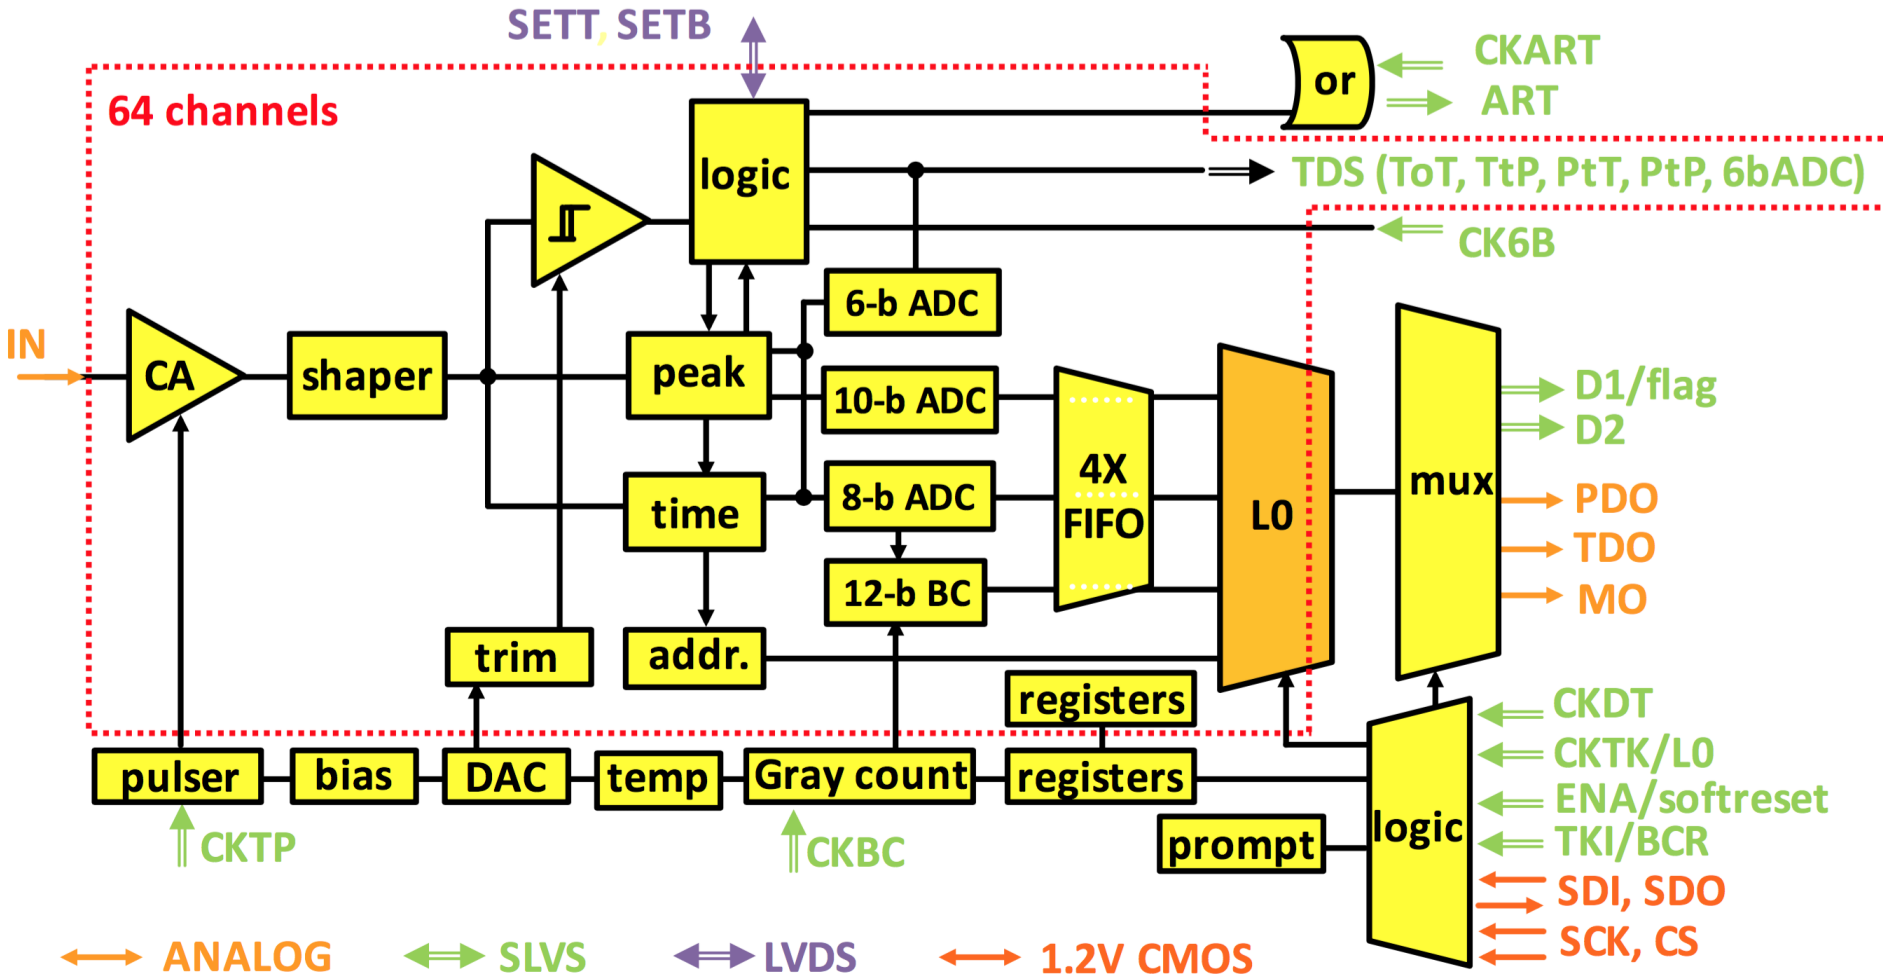 SETT, SETB
64 channels
or
CKART
ART
logic
TDS (ToT, TtP, PtT, PtP, 6bADC)
CK6B
6-b ADC
IN
CA
shaper
peak
10-b ADC
D1/flag
D2
4X
FIFO
L0
mux
8-b ADC
time
PDO
TDO
MO
12-b BC
trim
addr.
registers
pulser
bias
DAC
temp
Gray count
registers
logic
prompt
CKDT
CKTK/L0
ENA/softreset
TKI/BCR
SDI, SDO
SCK, CS
CKTP
CKBC
ANALOG
SLVS
LVDS
1.2V CMOS